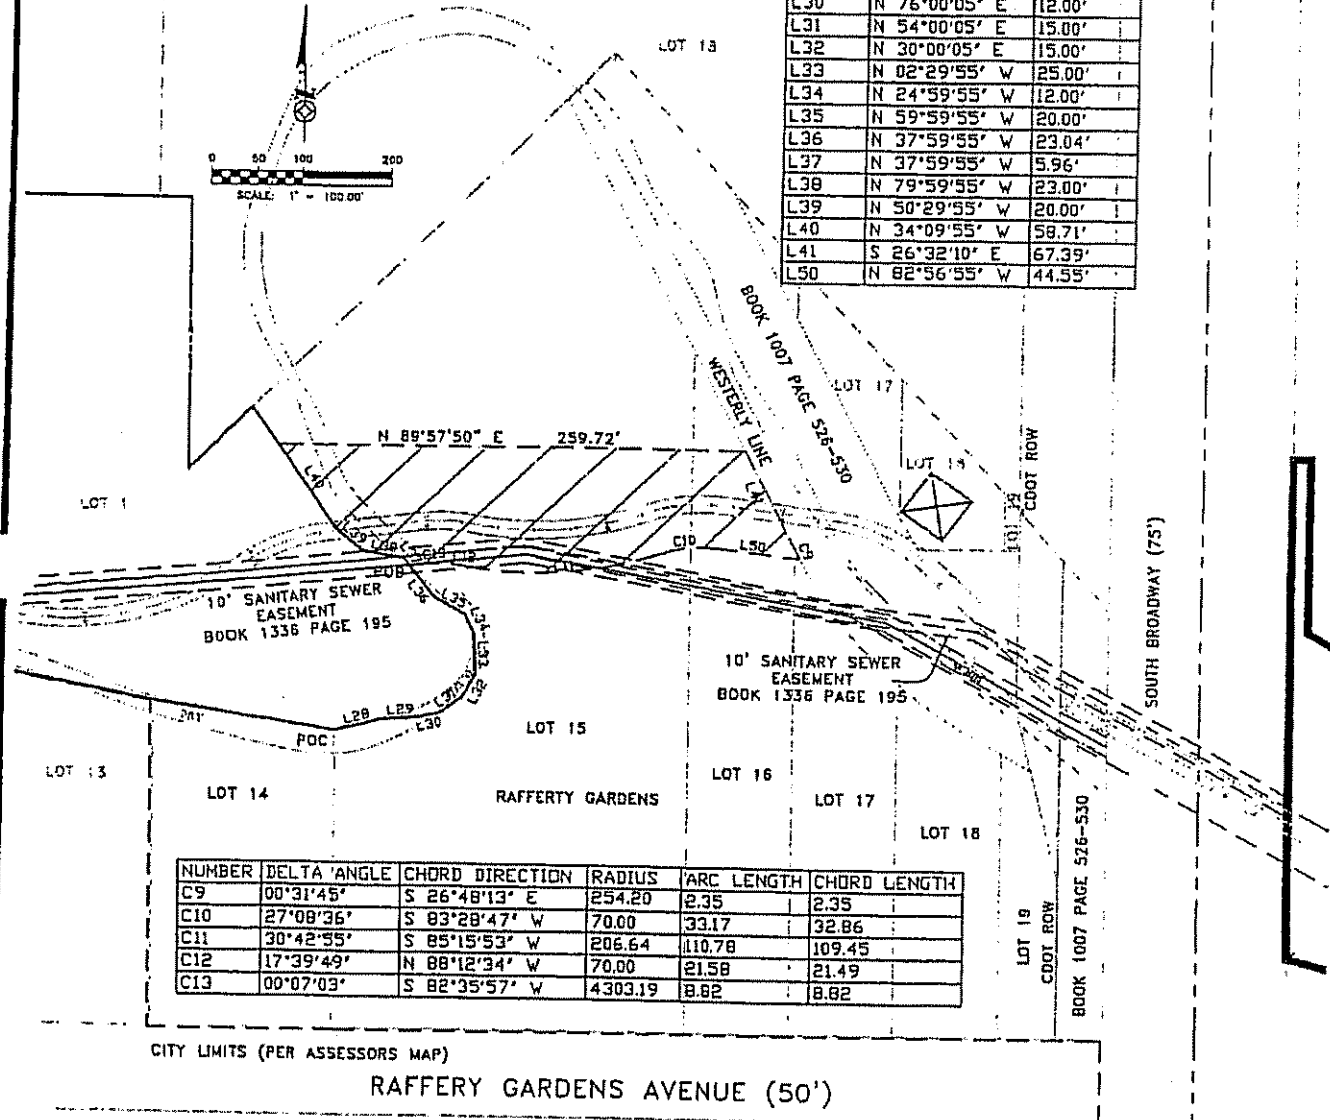 L30 N 76°00'05" E 12.00'
L31 N 54°00'05" E 15.00'
L32 N 30°00'05" E 15.00'
L33 N 02°29'55" W 25.00'
L34 N 24°59'55" W 12.00'
L35 N 59°59'55" W 20.00'
L36 N 37°59'55" W 23.04'
L37 N 37°59'55" W 5.96'
L38 N 79°59'55" W 23.00'
L39 N 50°29'55" W 20.00'
L40 N 34°09'55" W 58.71'
L41 S 26°32'10" E 67.39'
L50 N 82°56'55" W 44.55'
LOT 13
0 50 100 200
SCALE: 1" = 100.00'
BOOK 1007 PAGE 526-530
WESTERLY LINE
LOT 17
N 89°57'50" E 259.72'
LOT 18
CDOT ROW
LOT 19
LOT 1
L40
L41
L39
L38
C13
C12
C10
L50
C9
C11
POB
SOUTH BROADWAY (75')
10' SANITARY SEWER
EASEMENT
BOOK 1336 PAGE 195
L36
L35
L34
L33
L32
L31
L30
L29
L28
POC
10' SANITARY SEWER
EASEMENT
BOOK 1336 PAGE 195
LOT 15
LOT 13
LOT 14
RAFFERTY GARDENS
LOT 16
LOT 17
LOT 18
LOT 19
CDOT ROW
BOOK 1007 PAGE 526-530
NUMBER DELTA ANGLE CHORD DIRECTION RADIUS ARC LENGTH CHORD LENGTH
C9 00°31'45" S 26°48'13" E 254.20 2.35 2.35
C10 27°08'36" S 83°28'47" W 70.00 33.17 32.86
C11 30°42'55" S 85°15'53" W 206.64 110.78 109.45
C12 17°39'49" N 88°12'34" W 70.00 21.58 21.49
C13 00°07'03" S 82°35'57" W 4303.19 8.82 8.82
CITY LIMITS (PER ASSESSORS MAP)
RAFFERY GARDENS AVENUE (50')